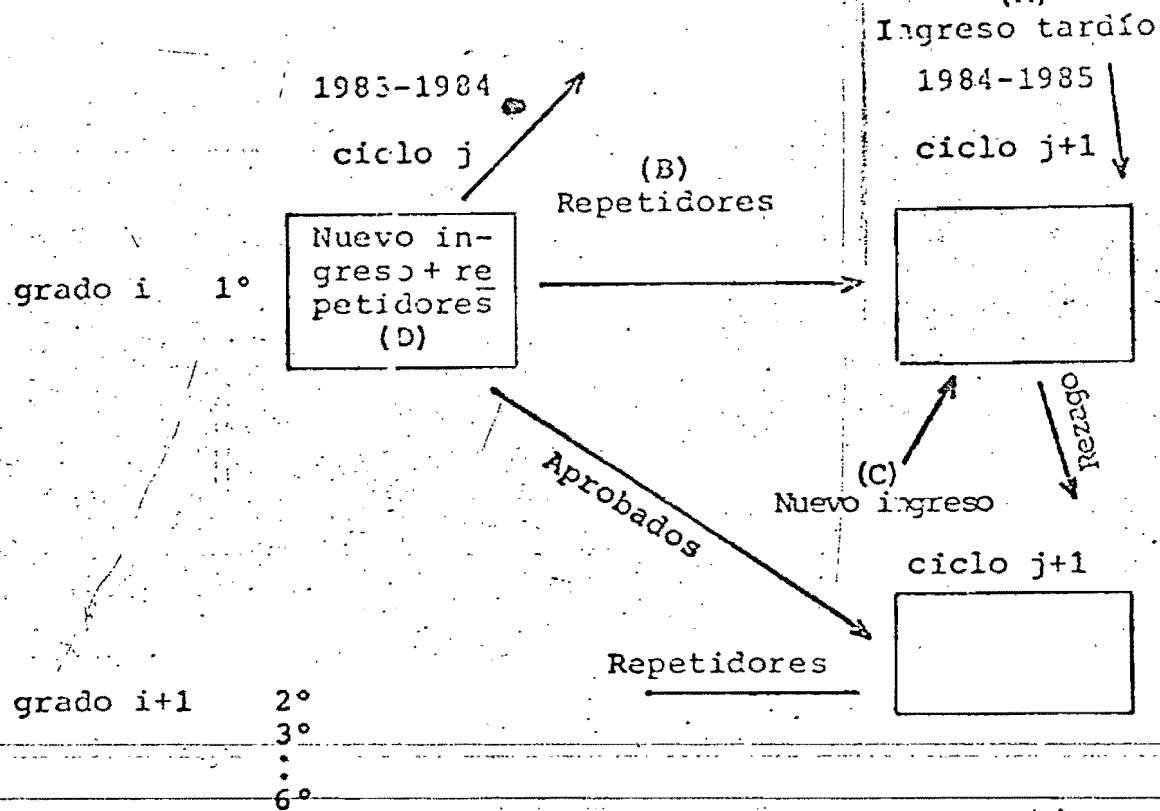 Ingreso tardío
1983-1984
1984-1985
ciclo j
ciclo j+1
(B)
Repetidores
Nuevo in-
greso + re
petidores
(D)
grado i 1°
Rezago
Aprobados
(C)
Nuevo ingreso
ciclo j+1
Repetidores
grado i+1 2°
3°
.
.
6°